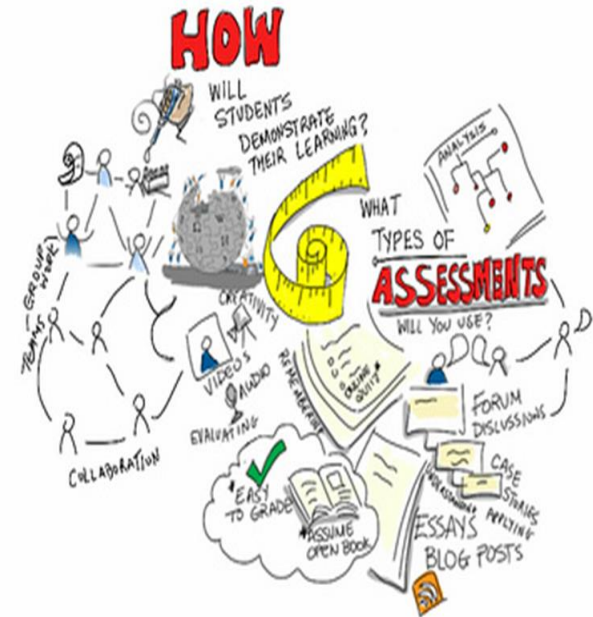 HOW
WILL
STUDENTS
DEMONSTRATE
THEIR LEARNING?
WHAT
TYPES OF
ASSESSMENTS
WILL YOU USE?
ANALYSIS
GROUP
WORK
TEAMS
COLLABORATION
CREATIVITY
VIDEOS
AUDIO
EVALUATING
REMEMBERING
ONLINE
QUIZ
FORUM
DISCUSSIONS
CASE
STORIES
UNDERSTANDING
APPLYING
ESSAYS
BLOG POSTS
*EASY
TO GRADE
*ASSUME
OPEN BOOK